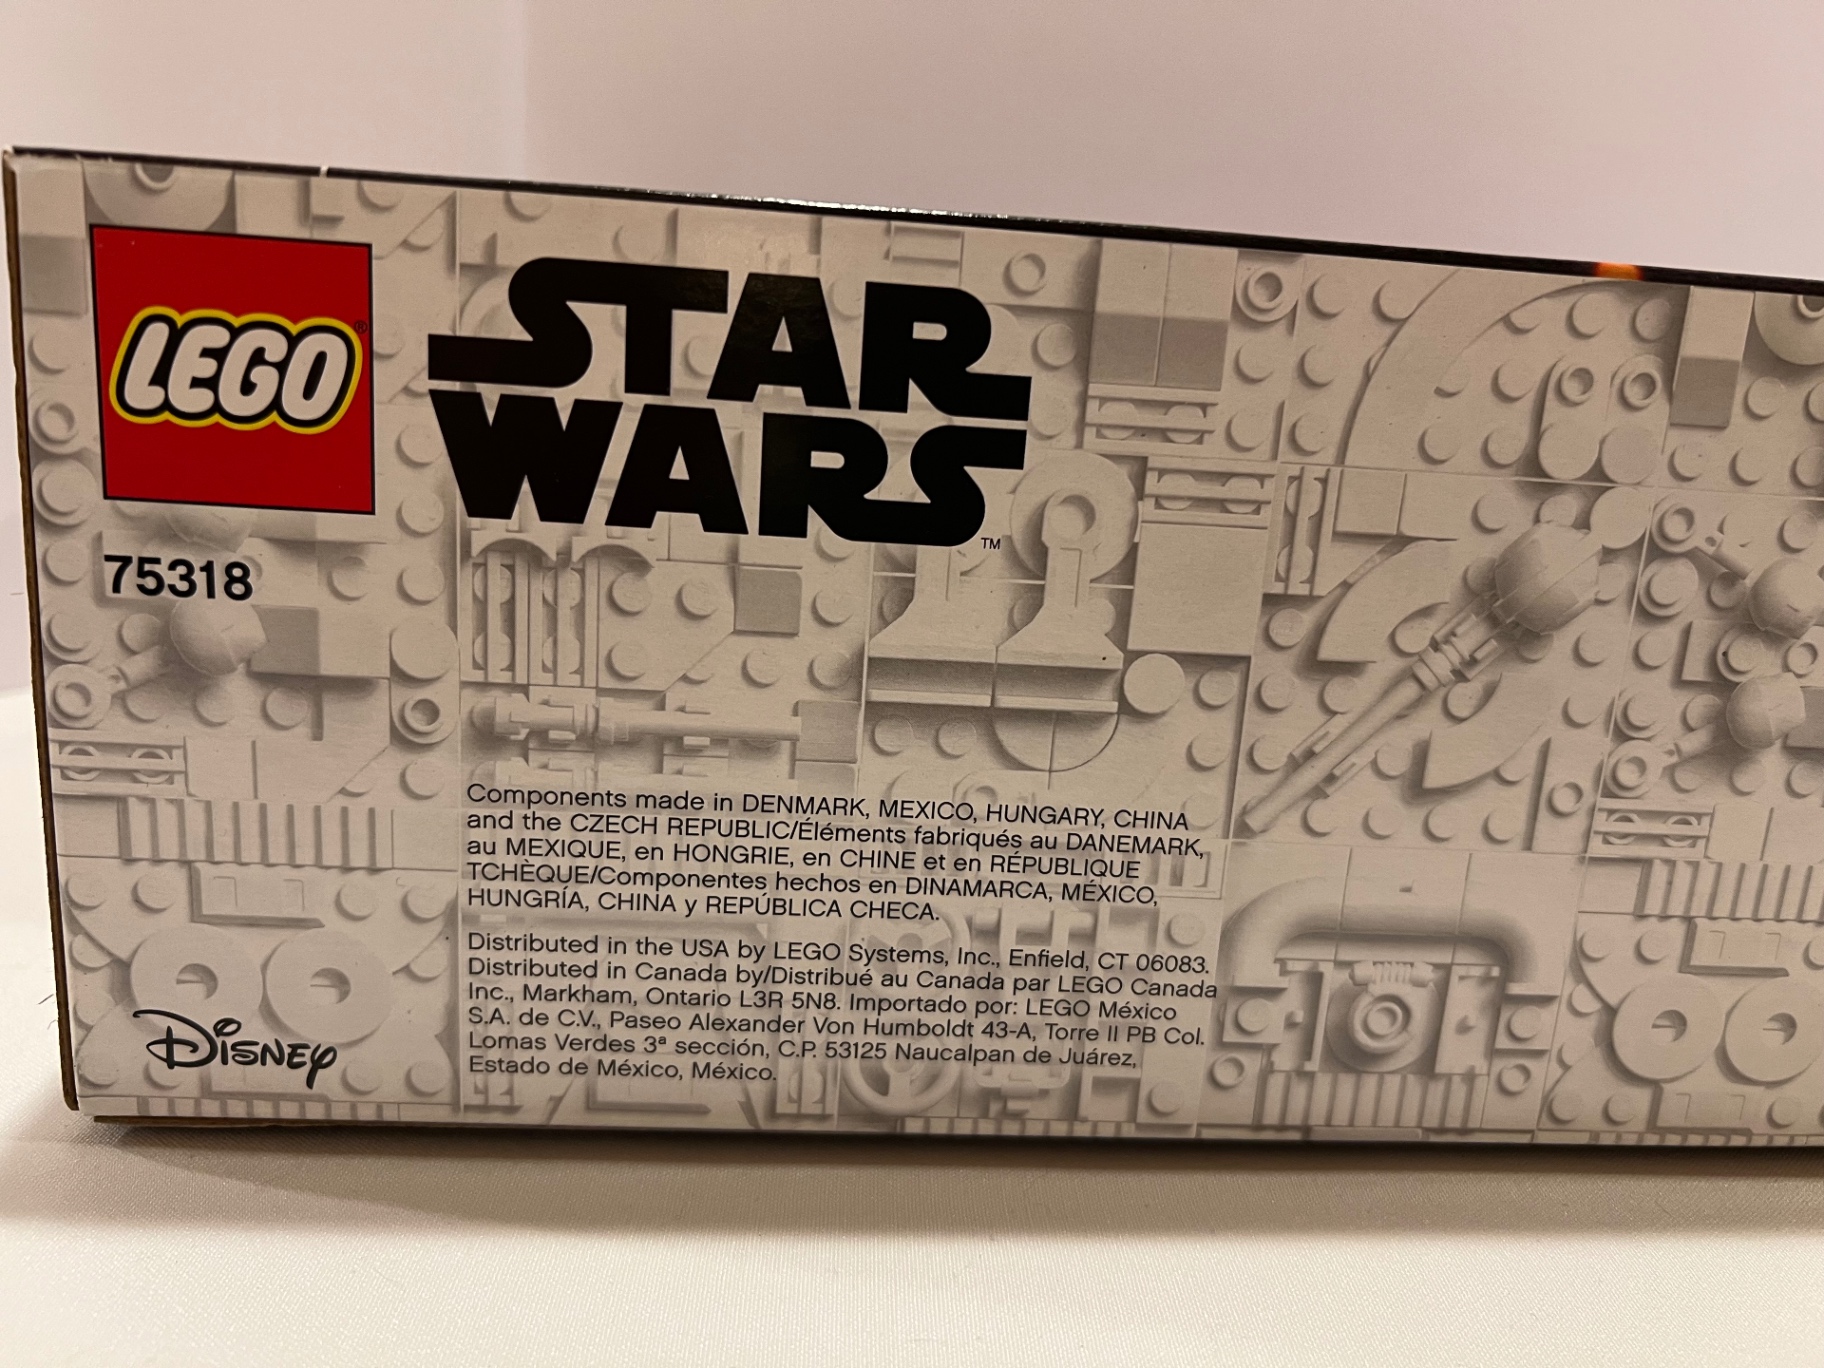 LEGO®
STAR
WARS™
75318
Components made in DENMARK, MEXICO, HUNGARY, CHINA
and the CZECH REPUBLIC/Éléments fabriqués au DANEMARK,
au MEXIQUE, en HONGRIE, en CHINE et en RÉPUBLIQUE
TCHÈQUE/Componentes hechos en DINAMARCA, MÉXICO,
HUNGRÍA, CHINA y REPÚBLICA CHECA.
Distributed in the USA by LEGO Systems, Inc., Enfield, CT 06083.
Distributed in Canada by/Distribué au Canada par LEGO Canada
Inc., Markham, Ontario L3R 5N8. Importado por: LEGO México
S.A. de C.V., Paseo Alexander Von Humboldt 43-A, Torre II PB Col.
Lomas Verdes 3ª sección, C.P. 53125 Naucalpan de Juárez,
Estado de México, México.
DISNEY